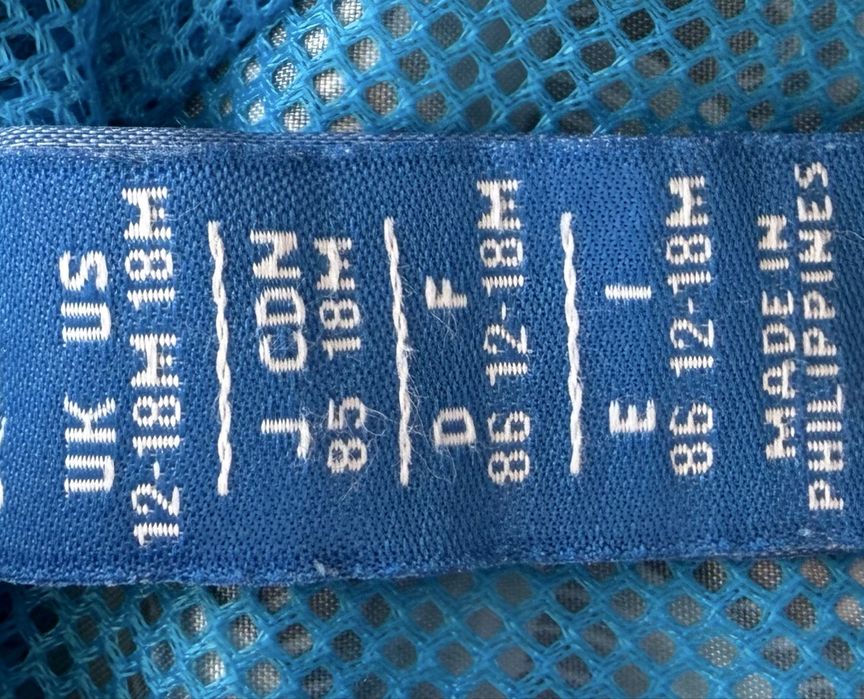 UK US
12-18M 18M
J CDN
85 18M
D F
86 12-18M
E I
86 12-18M
MADE IN
PHILIPPINES